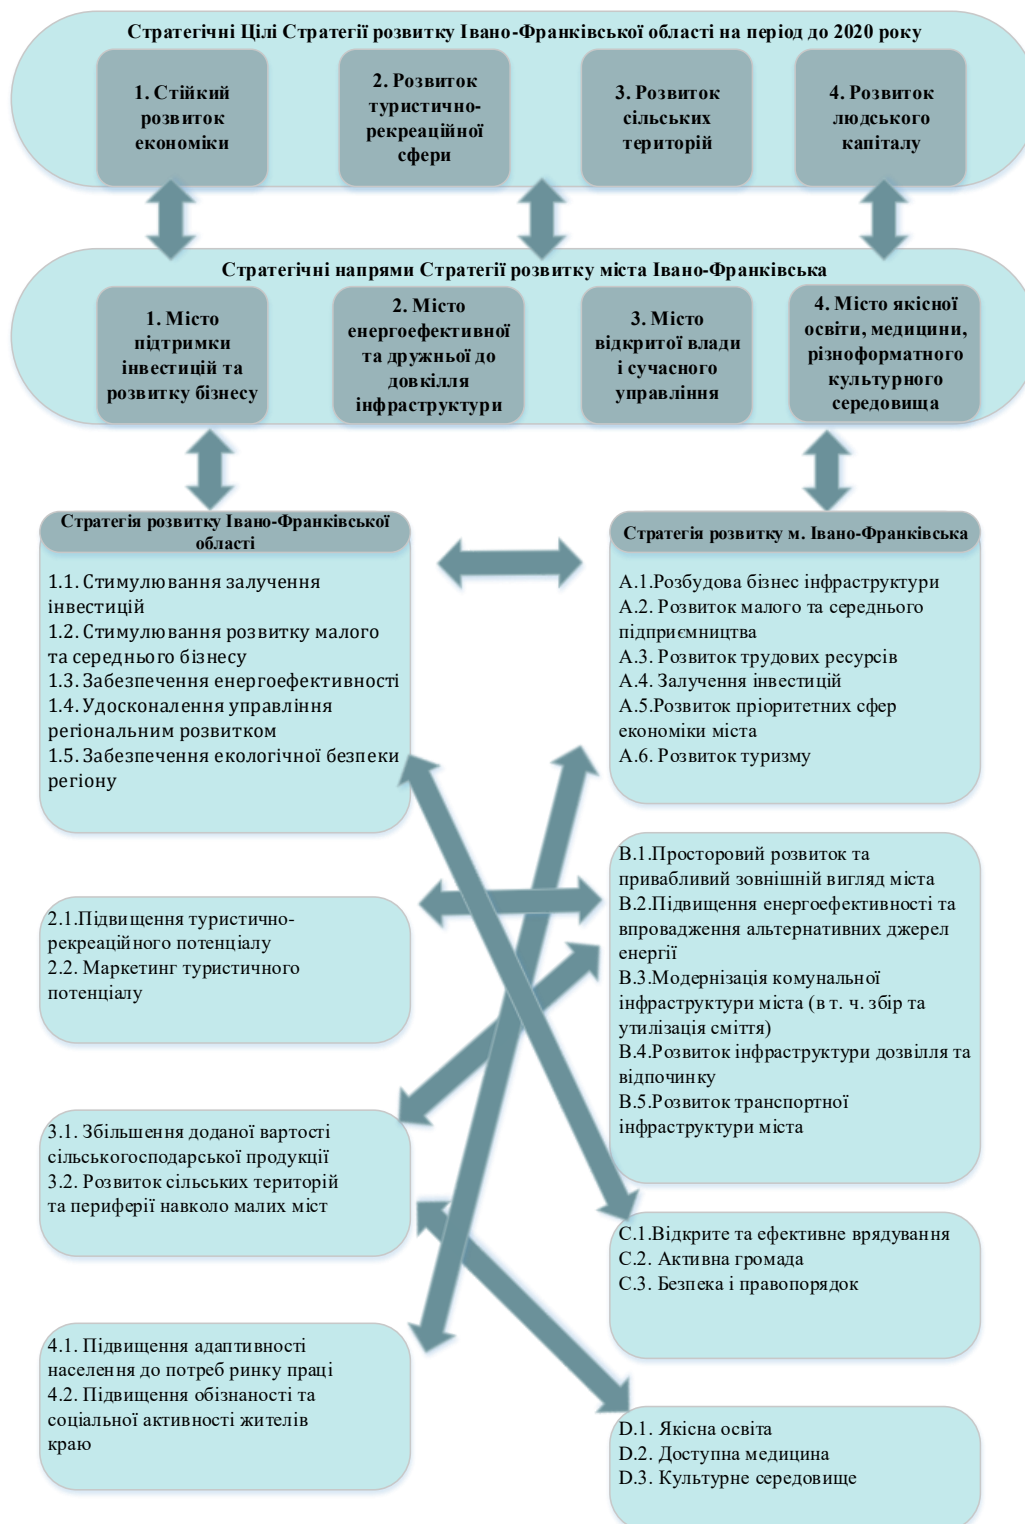 Стратегічні Цілі Стратегії розвитку Івано-Франківської області на період до 2020 року
1. Стійкий
розвиток
економіки
2. Розвиток
туристично-
рекреаційної
сфери
3. Розвиток
сільських
територій
4. Розвиток
людського
капіталу
Стратегічні напрями Стратегії розвитку міста Івано-Франківська
1. Місто
підтримки
інвестицій та
розвитку бізнесу
2. Місто
енергоефективної
та дружньої до
довкілля
інфраструктури
3. Місто
відкритої влади
і сучасного
управління
4. Місто якісної
освіти, медицини,
різноформатного
культурного
середовища
Стратегія розвитку Івано-Франківської
області
1.1. Стимулювання залучення
інвестицій
1.2. Стимулювання розвитку малого
та середнього бізнесу
1.3. Забезпечення енергоефективності
1.4. Удосконалення управління
регіональним розвитком
1.5. Забезпечення екологічної безпеки
регіону
2.1.Підвищення туристично-
рекреаційного потенціалу
2.2. Маркетинг туристичного
потенціалу
3.1. Збільшення доданої вартості
сільськогосподарської продукції
3.2. Розвиток сільських територій
та периферії навколо малих міст
4.1. Підвищення адаптивності
населення до потреб ринку праці
4.2. Підвищення обізнаності та
соціальної активності жителів
краю
Стратегія розвитку м. Івано-Франківська
А.1.Розбудова бізнес інфраструктури
А.2. Розвиток малого та середнього
підприємництва
А.3. Розвиток трудових ресурсів
А.4. Залучення інвестицій
А.5.Розвиток пріоритетних сфер
економіки міста
А.6. Розвиток туризму
В.1.Просторовий розвиток та
привабливий зовнішній вигляд міста
В.2.Підвищення енергоефективності та
впровадження альтернативних джерел
енергії
В.3.Модернізація комунальної
інфраструктури міста (в т. ч. збір та
утилізація сміття)
В.4.Розвиток інфраструктури дозвілля та
відпочинку
В.5.Розвиток транспортної
інфраструктури міста
С.1.Відкрите та ефективне врядування
С.2. Активна громада
С.3. Безпека і правопорядок
D.1. Якісна освіта
D.2. Доступна медицина
D.3. Культурне середовище